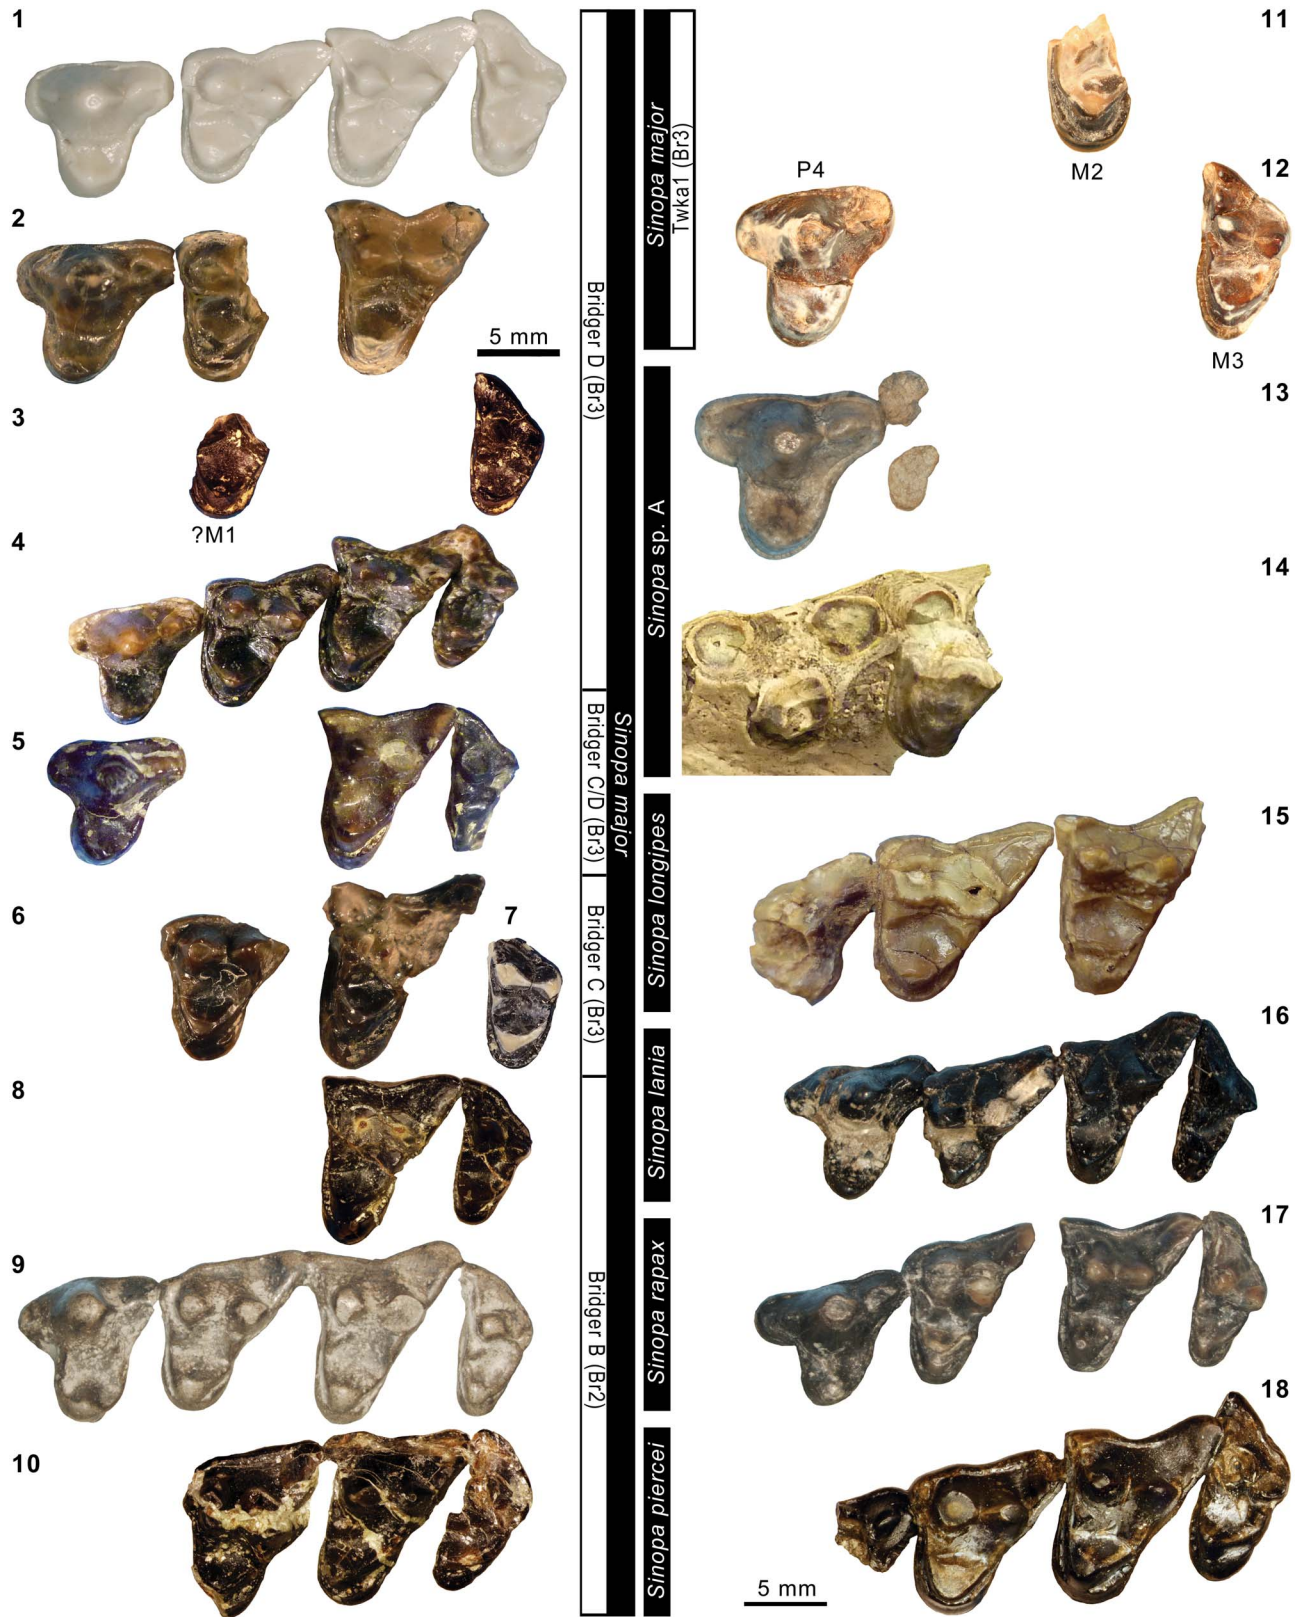 1
2
5 mm
3
?M1
4
5
6
7
8
9
10
Bridger D (Br3)
Bridger C/D (Br3)
Bridger C (Br3)
Bridger B (Br2)
Sinopa major
Sinopa major
Twka1 (Br3)
Sinopa sp. A
Sinopa longipes
Sinopa lania
Sinopa rapax
Sinopa piercei
11
M2
P4
12
M3
13
14
15
16
17
18
5 mm